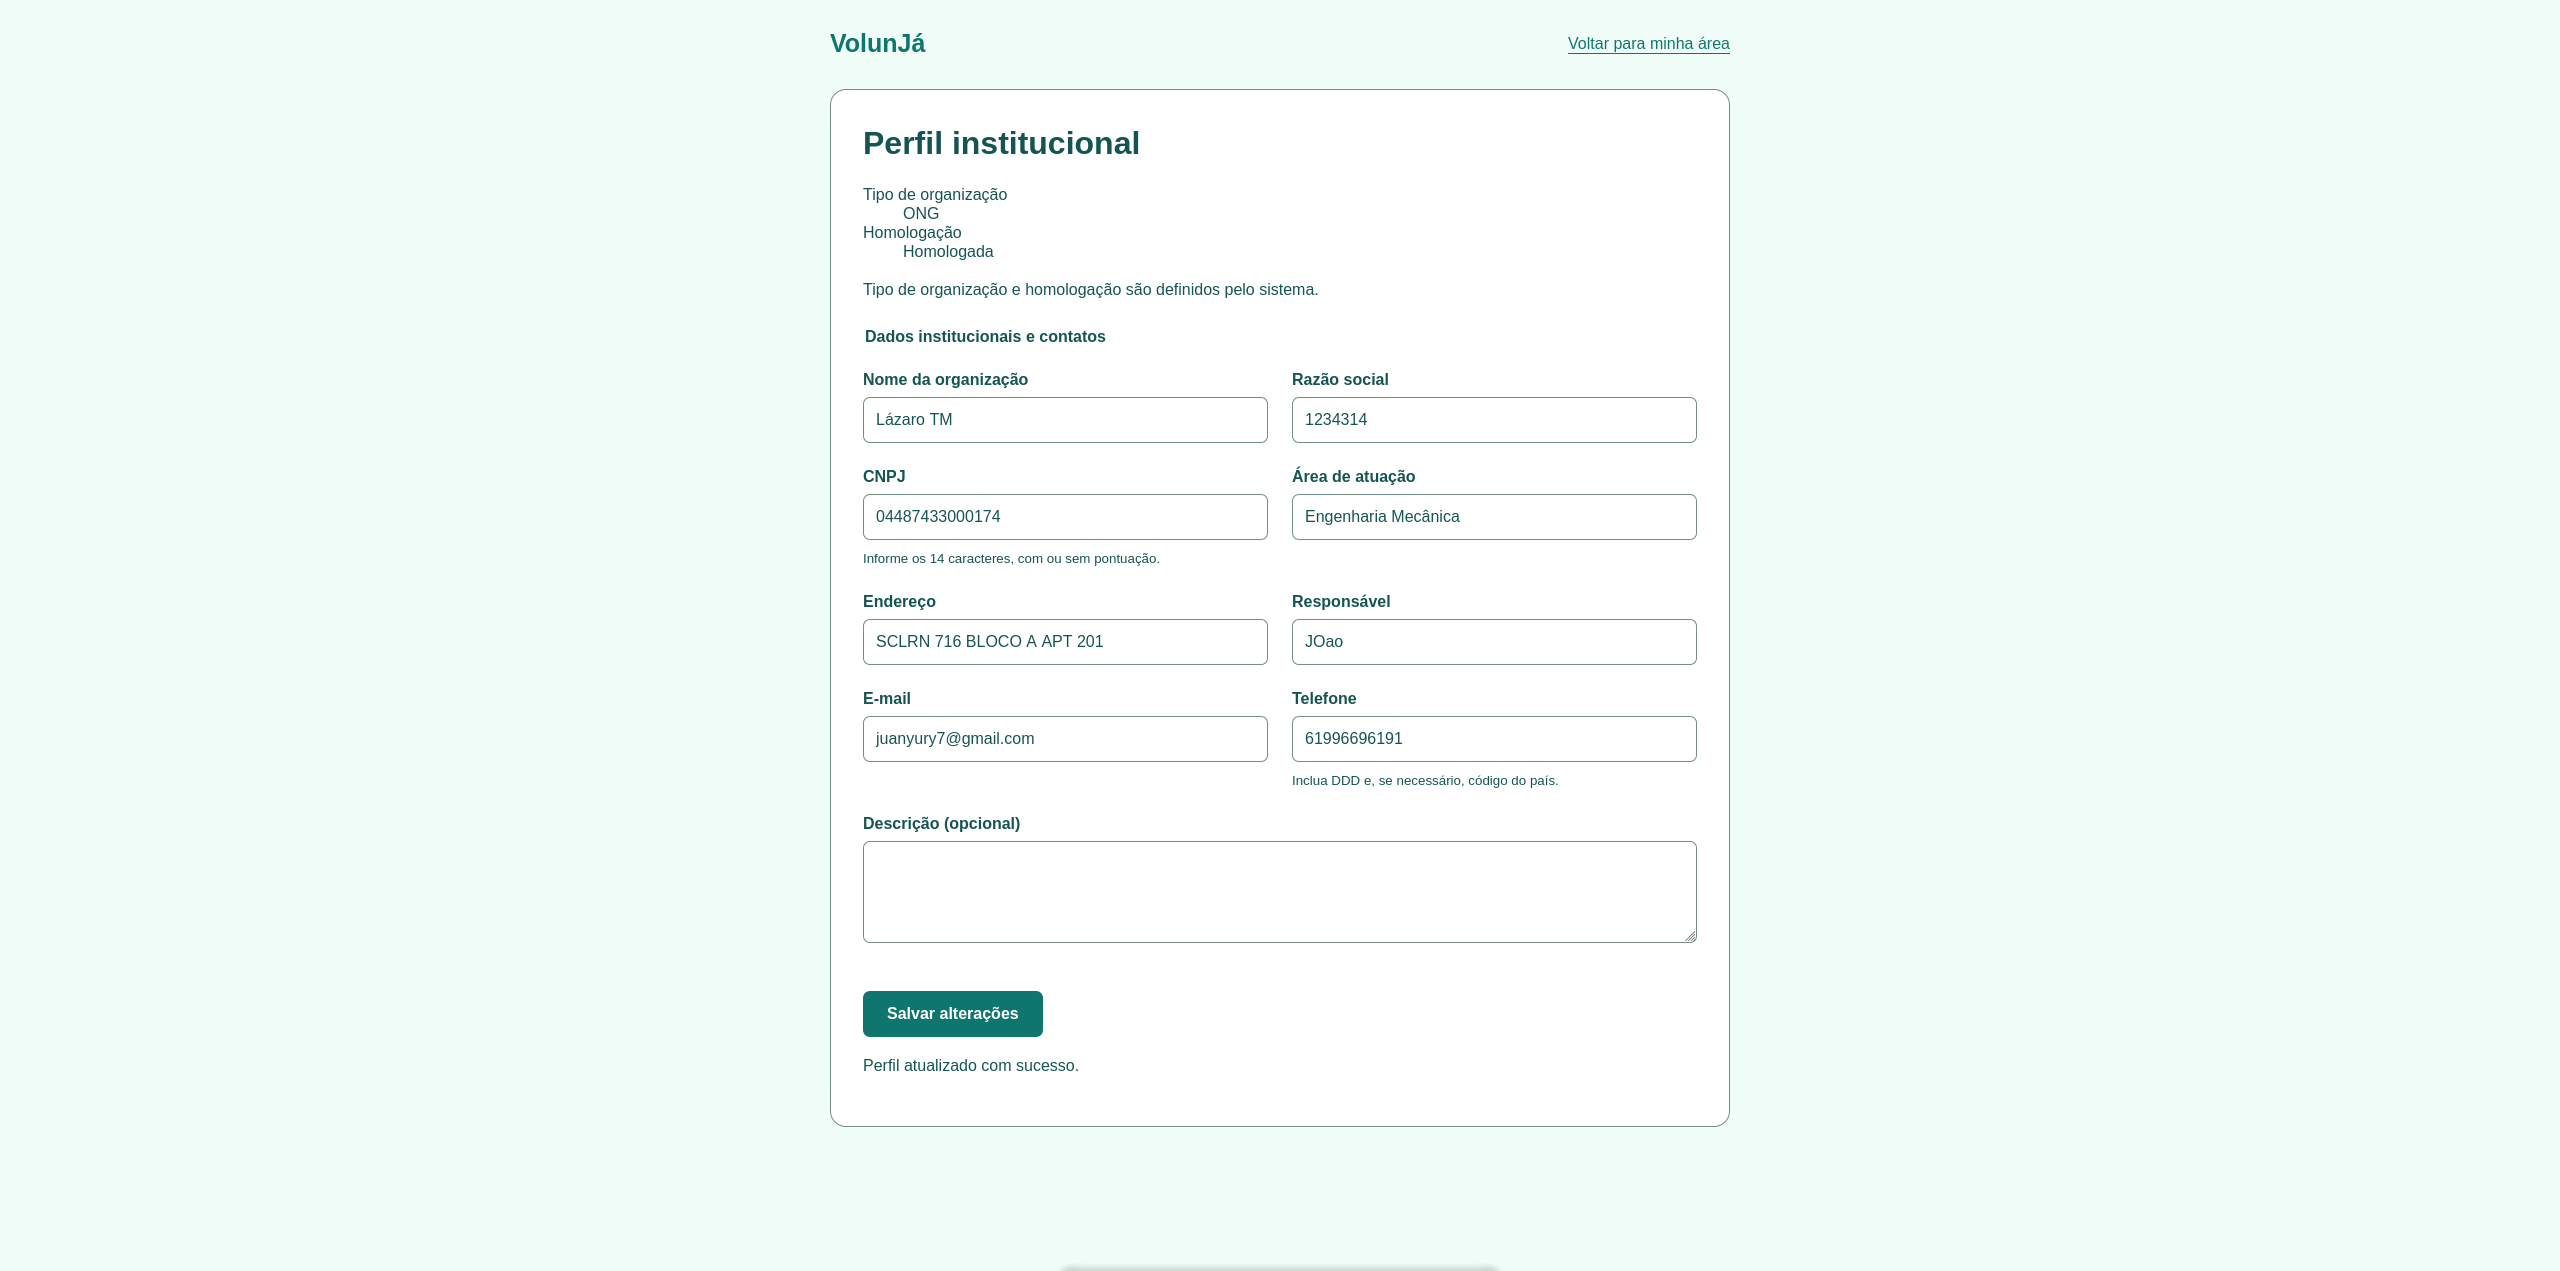 VolunJá
Voltar para minha área
Perfil institucional
Tipo de organização
ONG
Homologação
Homologada
Tipo de organização e homologação são definidos pelo sistema.
Dados institucionais e contatos
Nome da organização
Lázaro TM
Razão social
1234314
CNPJ
04487433000174
Informe os 14 caracteres, com ou sem pontuação.
Área de atuação
Engenharia Mecânica
Endereço
SCLRN 716 BLOCO A APT 201
Responsável
JOao
E-mail
juanyury7@gmail.com
Telefone
61996696191
Inclua DDD e, se necessário, código do país.
Descrição (opcional)
Salvar alterações
Perfil atualizado com sucesso.